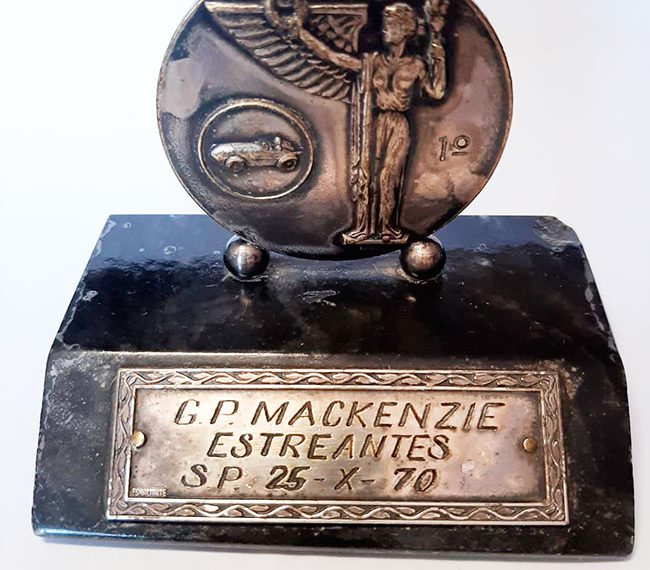 1º
G.P. MACKENZIE
ESTREANTES
SP 25-X-70